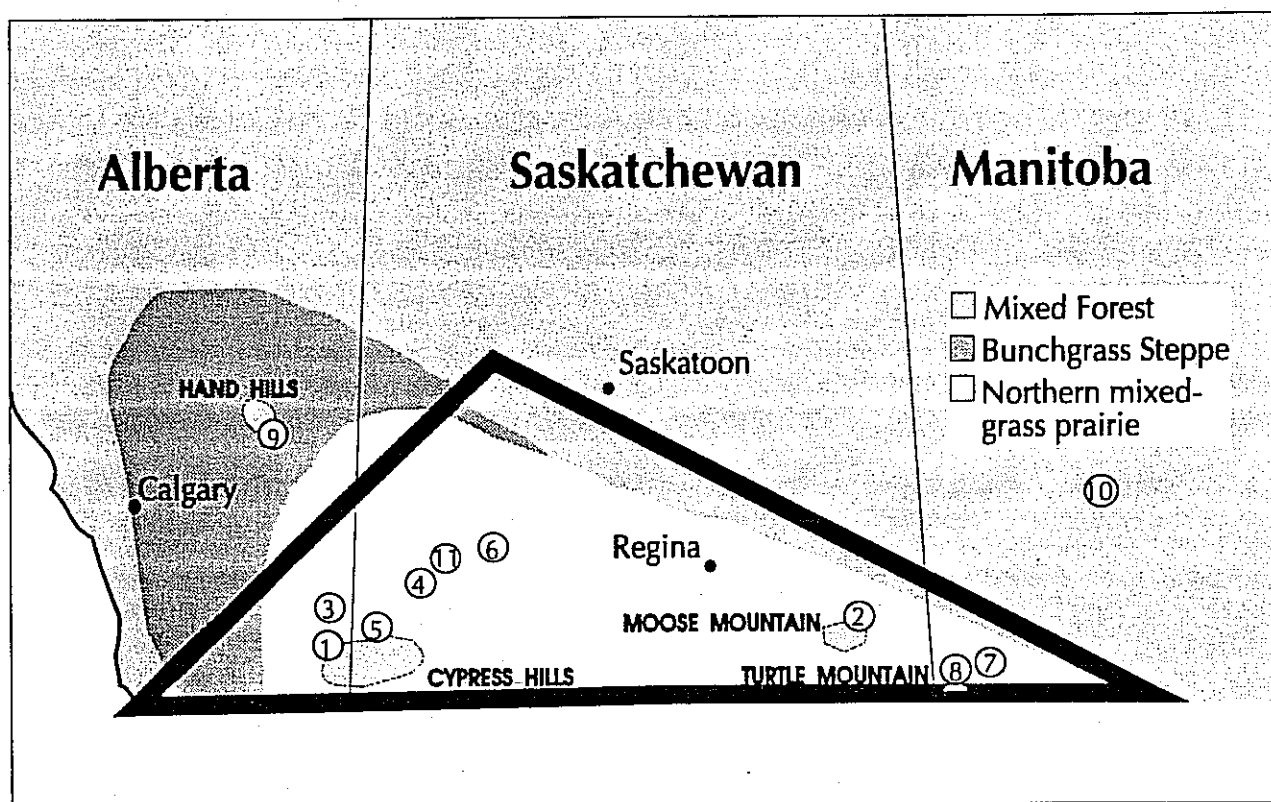 Alberta
Saskatchewan
Manitoba
Mixed Forest
Bunchgrass Steppe
Northern mixed-
grass prairie
Saskatoon
HAND HILLS
9
Calgary
10
Regina
6
11
4
3
5
1
MOOSE MOUNTAIN
2
CYPRESS HILLS
TURTLE MOUNTAIN
8
7